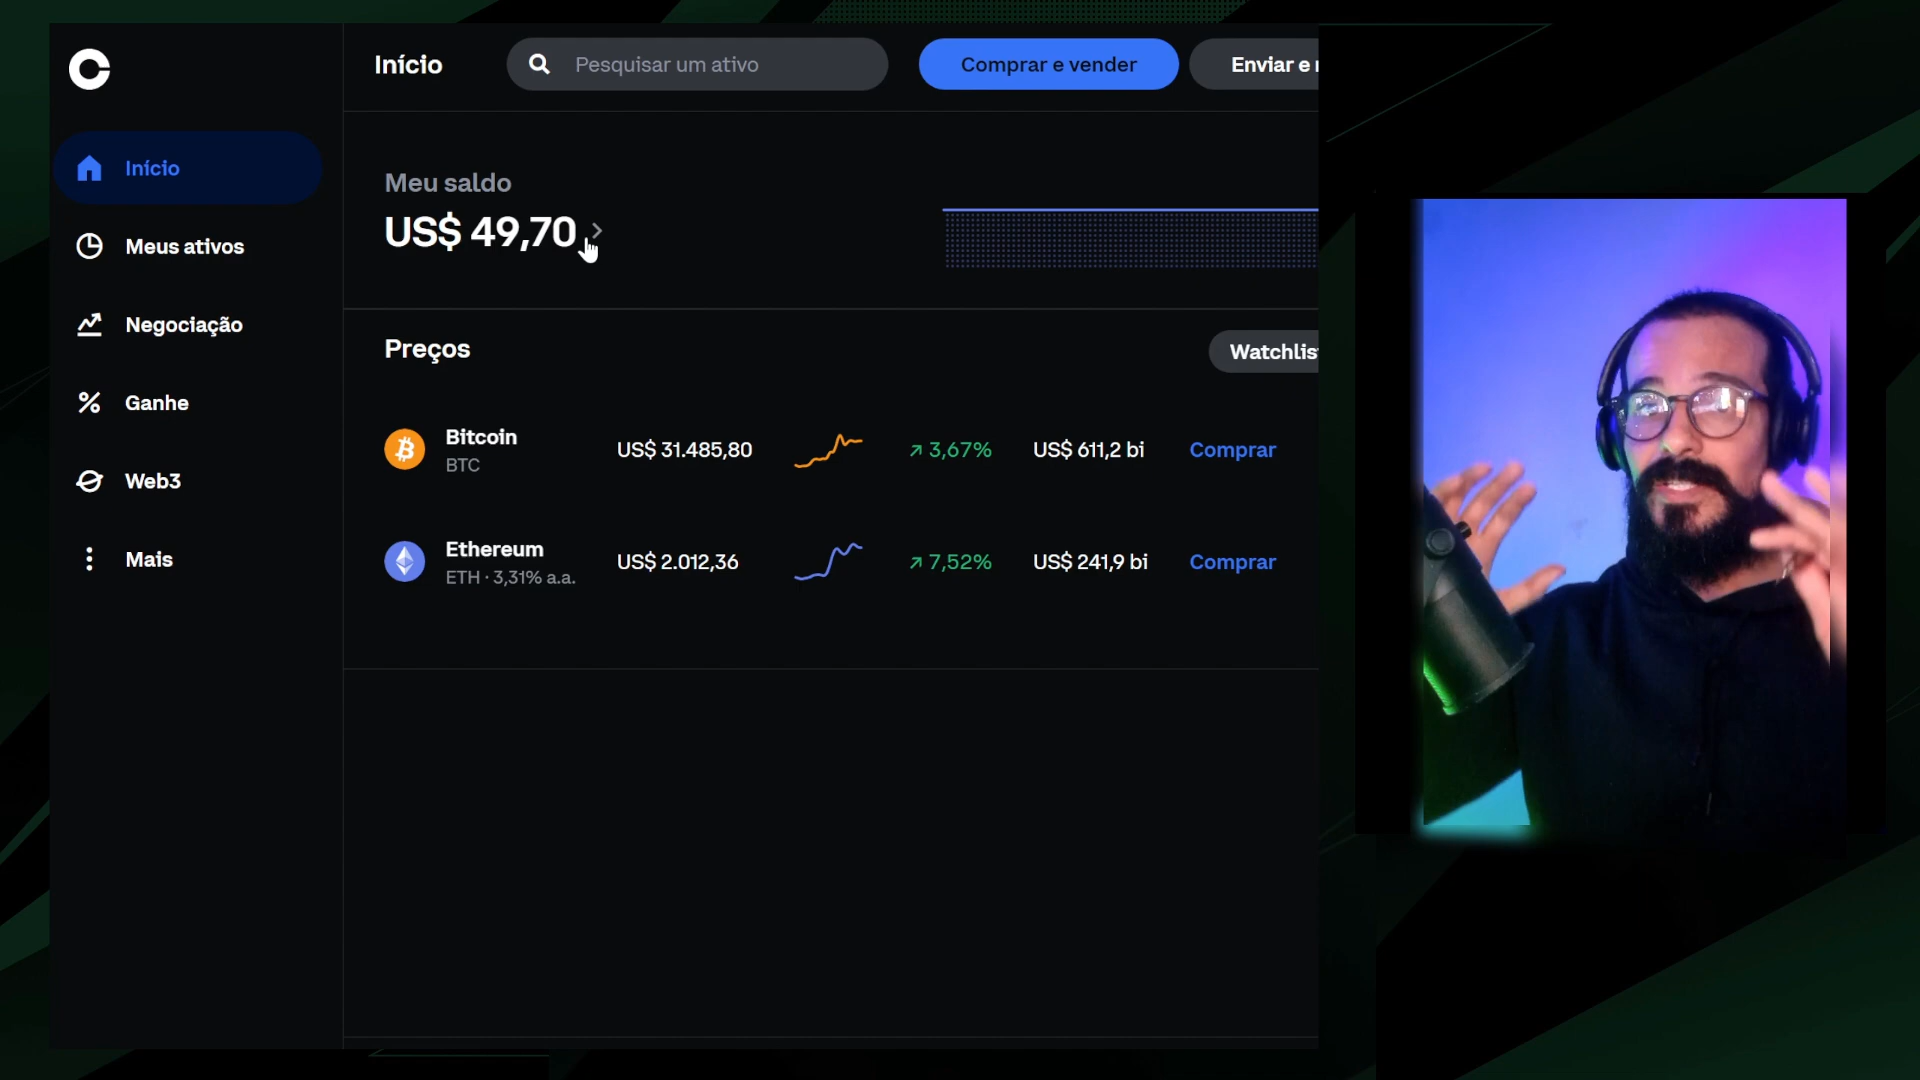 Início
Pesquisar um ativo
Comprar e vender
Enviar e
Início
Meus ativos
Negociação
Ganhe
Web3
Mais
Meu saldo
US$ 49,70
Preços
Watchlist
Bitcoin
BTC
US$ 31.485,80
3,67%
US$ 611,2 bi
Comprar
Ethereum
ETH · 3,31% a.a.
US$ 2.012,36
7,52%
US$ 241,9 bi
Comprar